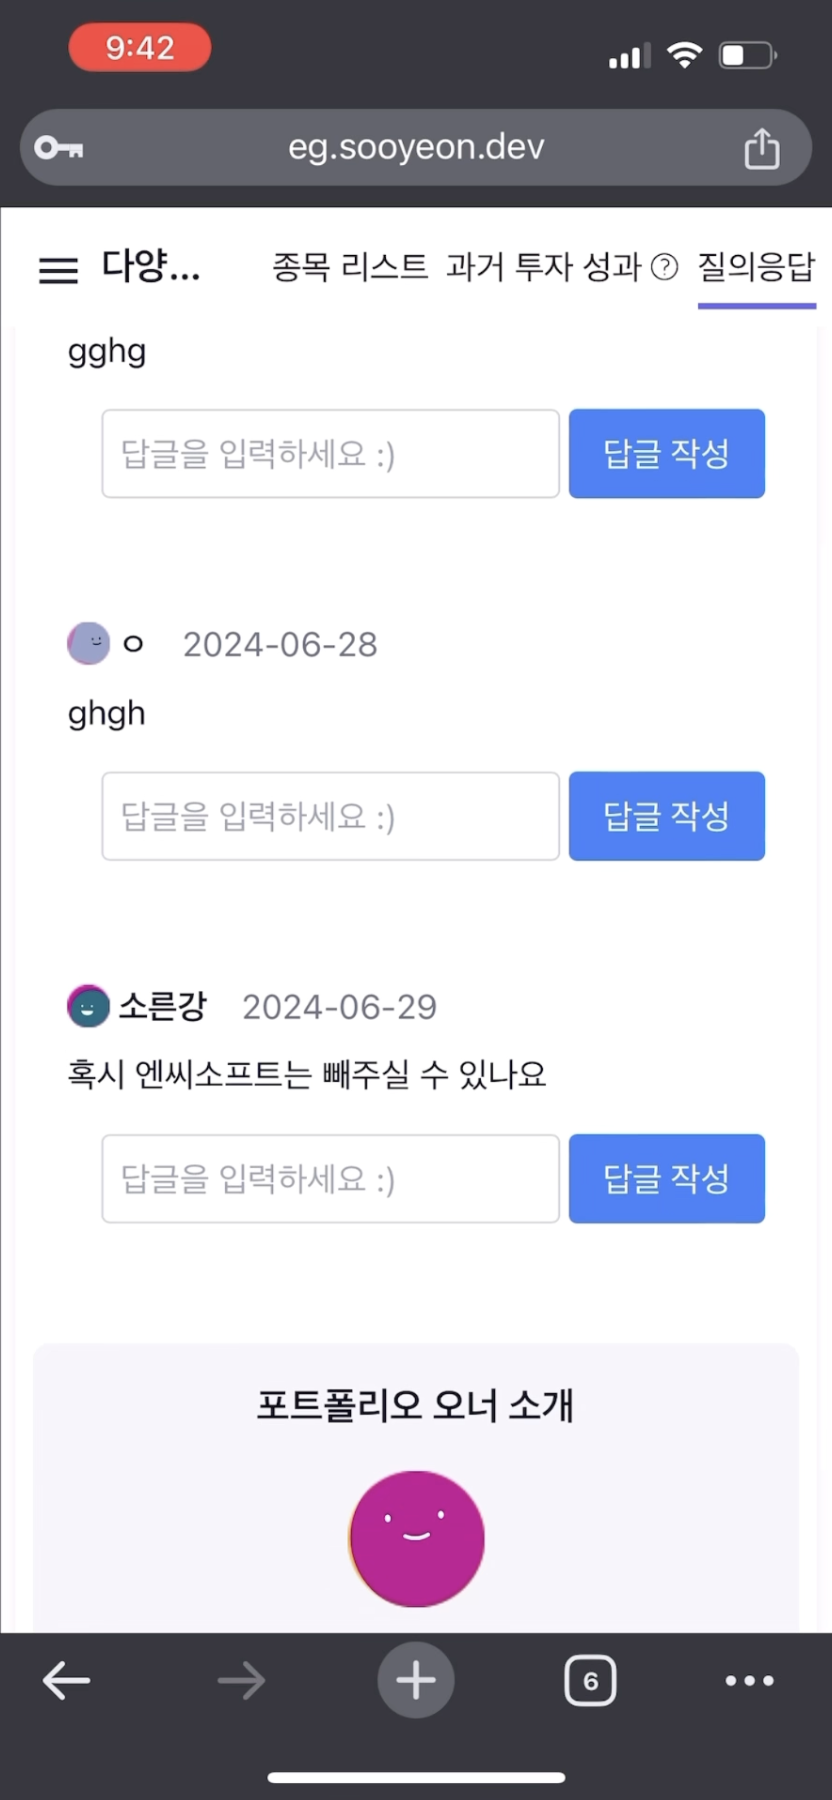 9:42
eg.sooyeon.dev
다양... 종목 리스트 과거 투자 성과 ? 질의응답
gghg
답글을 입력하세요 :) 답글 작성
ㅇ 2024-06-28
ghgh
답글을 입력하세요 :) 답글 작성
소른강 2024-06-29
혹시 엔씨소프트는 빼주실 수 있나요
답글을 입력하세요 :) 답글 작성
포트폴리오 오너 소개
6